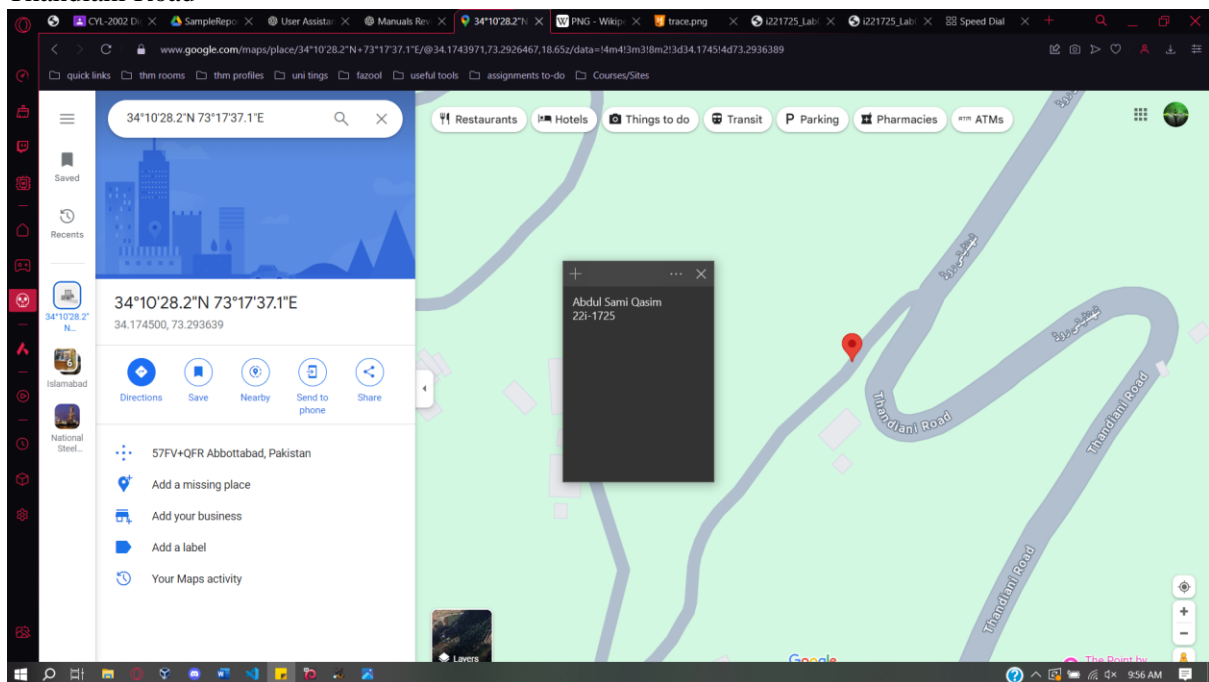 Thandiani Road
CYL-2002 Di
SampleRepo
User Assistan
Manuals Rev
34°10'28.2"N
PNG - Wikipe
trace.png
i221725_Lab
i221725_Lab
Speed Dial
www.google.com/maps/place/34°10'28.2"N+73°17'37.1"E/@34.1743971,73.2926467,18.65z/data=!4m4!3m3!8m2!3d34.1745!4d73.2936389
quick links
thm rooms
thm profiles
uni tings
fazool
useful tools
assignments to-do
Courses/Sites
34°10'28.2"N 73°17'37.1"E
Restaurants
Hotels
Things to do
Transit
Parking
Pharmacies
ATMs
Saved
Recents
34°10'28.2"
N...
Islamabad
National
Steel...
34°10'28.2"N 73°17'37.1"E
34.174500, 73.293639
Directions
Save
Nearby
Send to
phone
Share
57FV+QFR Abbottabad, Pakistan
Add a missing place
Add your business
Add a label
Your Maps activity
Abdul Sami Qasim
22i-1725
Thandiani Road
Thandiani Road
Thandiani Road
Thandiani Road
Layers
Google
The Point by
9:56 AM